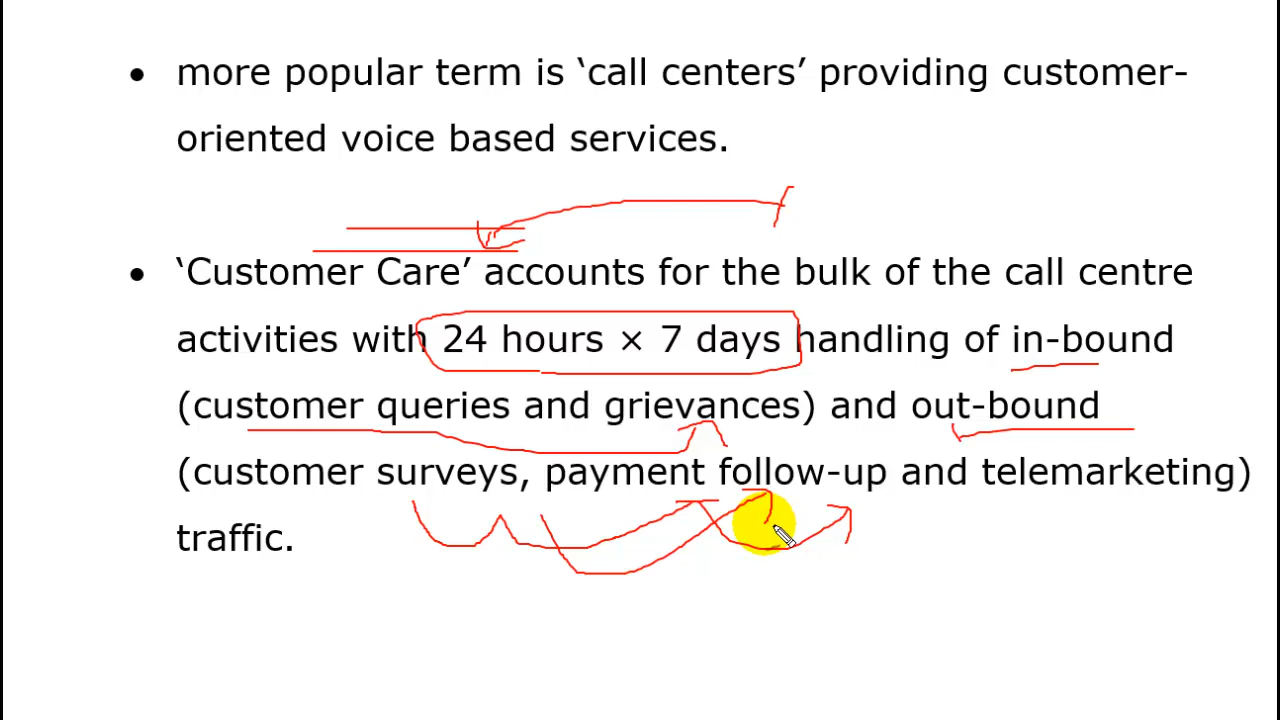 • more popular term is ‘call centers’ providing customer-
oriented voice based services.
• ‘Customer Care’ accounts for the bulk of the call centre
activities with 24 hours × 7 days handling of in-bound
(customer queries and grievances) and out-bound
(customer surveys, payment follow-up and telemarketing)
traffic.